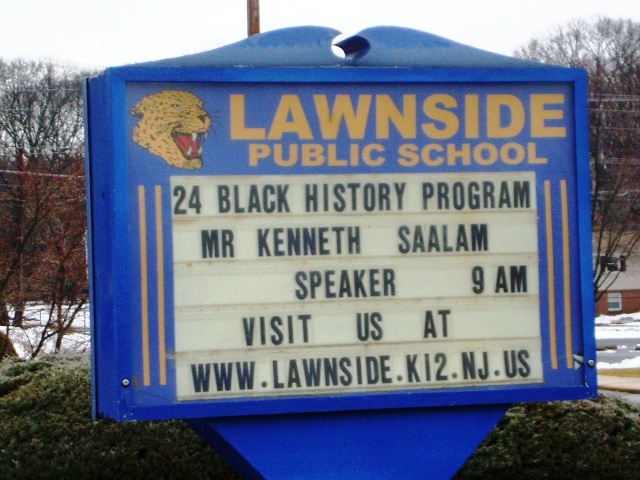 LAWNSIDE
PUBLIC SCHOOL
24 BLACK HISTORY PROGRAM
MR KENNETH SAALAM
SPEAKER 9 AM
VISIT US AT
WWW.LAWNSIDE.K12.NJ.US